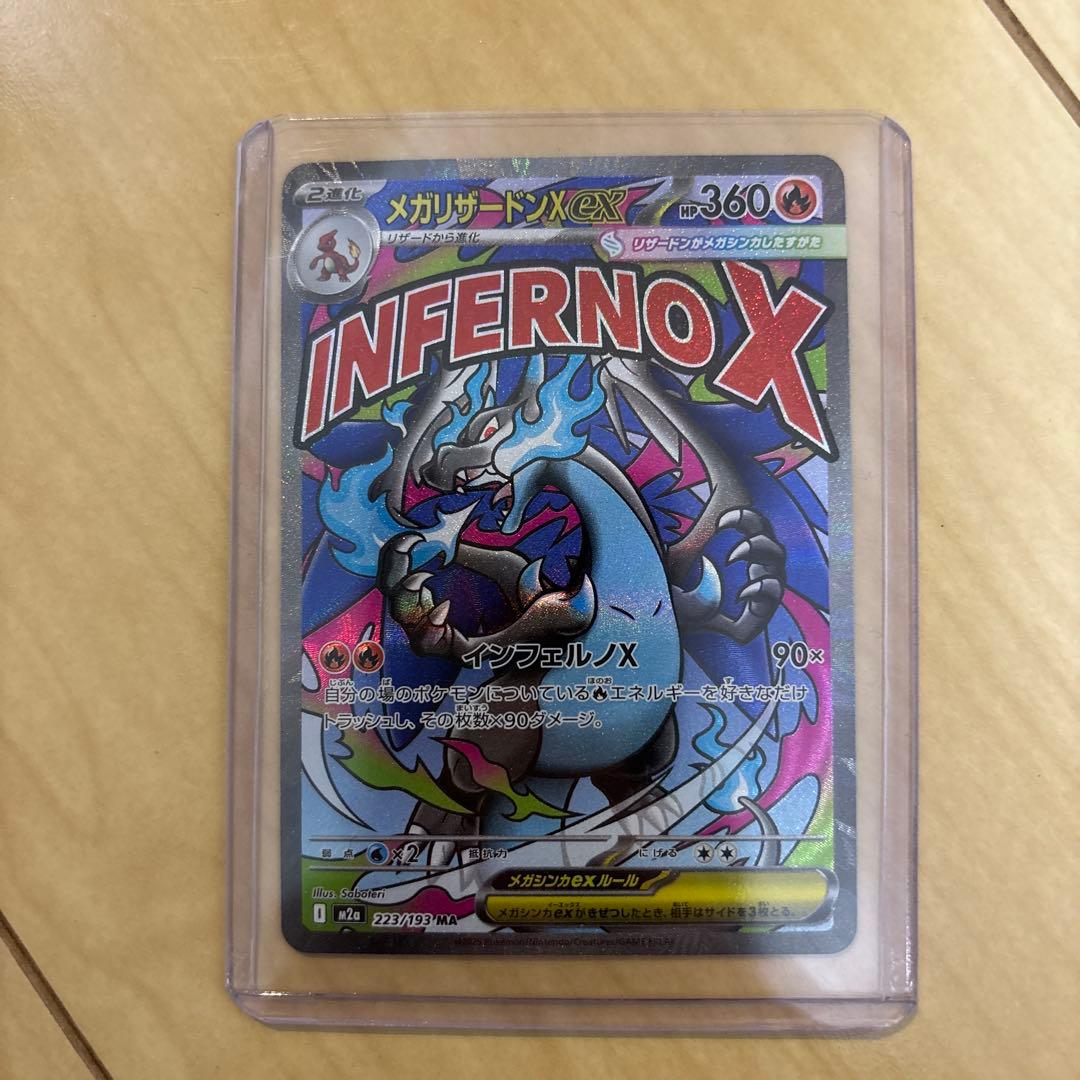 2進化
メガリザードンXex
HP360
リザードから進化
リザードンがメガシンカしたすがた
INFERNO X
インフェルノX 90×
自分の場のポケモンについているエネルギーを好きなだけ
トラッシュし、その枚数×90ダメージ。
弱点 ×2 抵抗力 にげる
メガシンカexルール
メガシンカexがきぜつしたとき、相手はサイドを3枚とる。
Illus. Saboteri
m2a 223/193 MA
©2025 Pokémon/Nintendo/Creatures/GAME FREAK